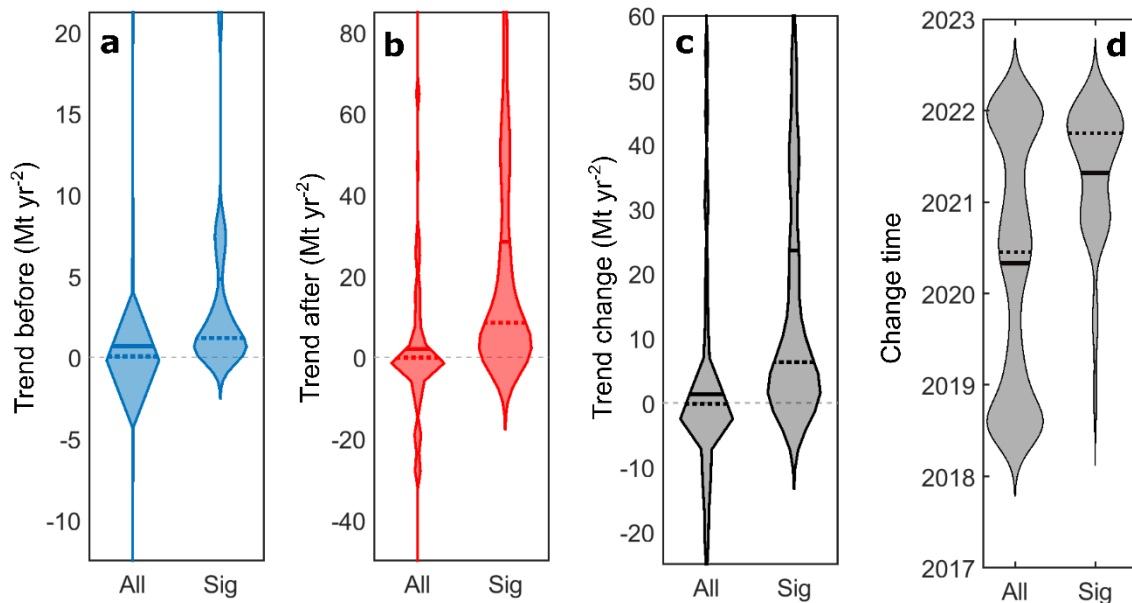 a
Trend before (Mt yr-2)
20
15
10
5
0
-5
-10
All
Sig
b
Trend after (Mt yr-2)
80
60
40
20
0
-20
-40
All
Sig
c
Trend change (Mt yr-2)
60
50
40
30
20
10
0
-10
-20
All
Sig
d
Change time
2023
2022
2021
2020
2019
2018
2017
All
Sig